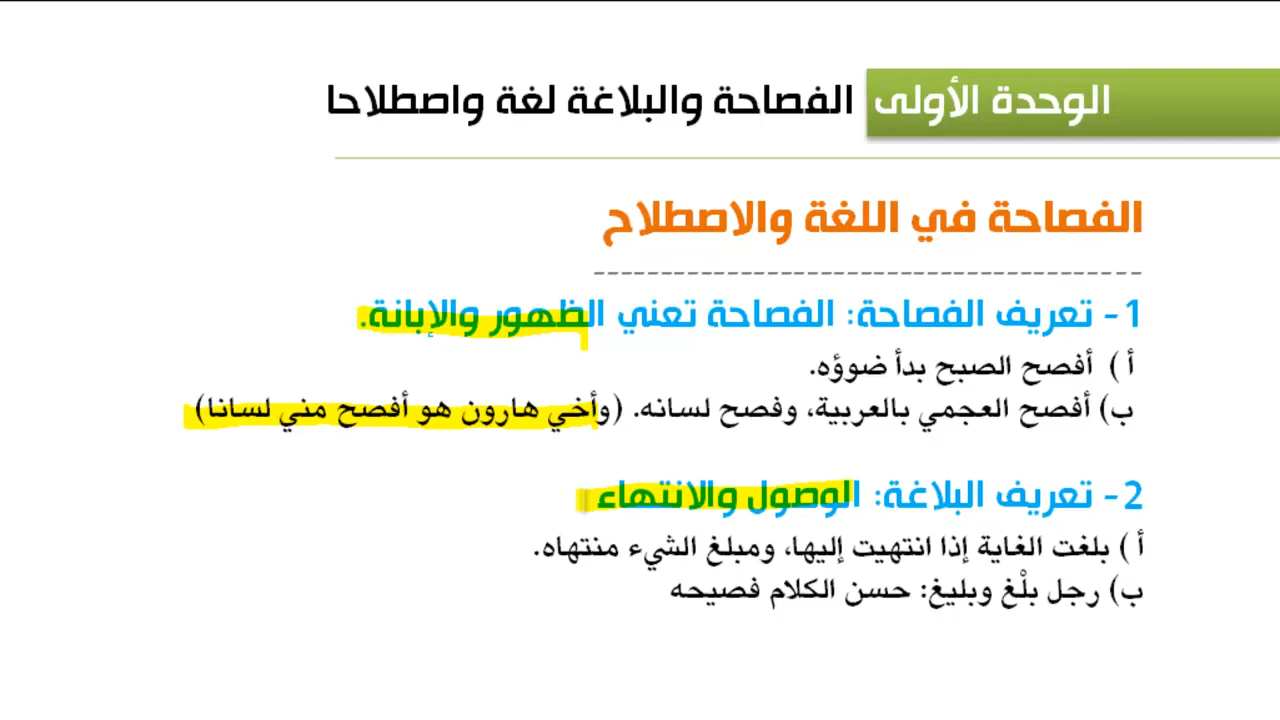 الوحدة الأولى الفصاحة والبلاغة لغة واصطلاحا
الفصاحة في اللغة والاصطلاح
1- تعريف الفصاحة: الفصاحة تعني الظهور والإبانة.
أ ) أفصح الصبح بدأ ضوؤه.
ب) أفصح العجمي بالعربية، وفصح لسانه. (وأخي هارون هو أفصح مني لسانا)
2- تعريف البلاغة: الوصول والانتهاء
أ ) بلغت الغاية إذا انتهيت إليها، ومبلغ الشيء منتهاه.
ب) رجل بلْغ وبليغ: حسن الكلام فصيحه